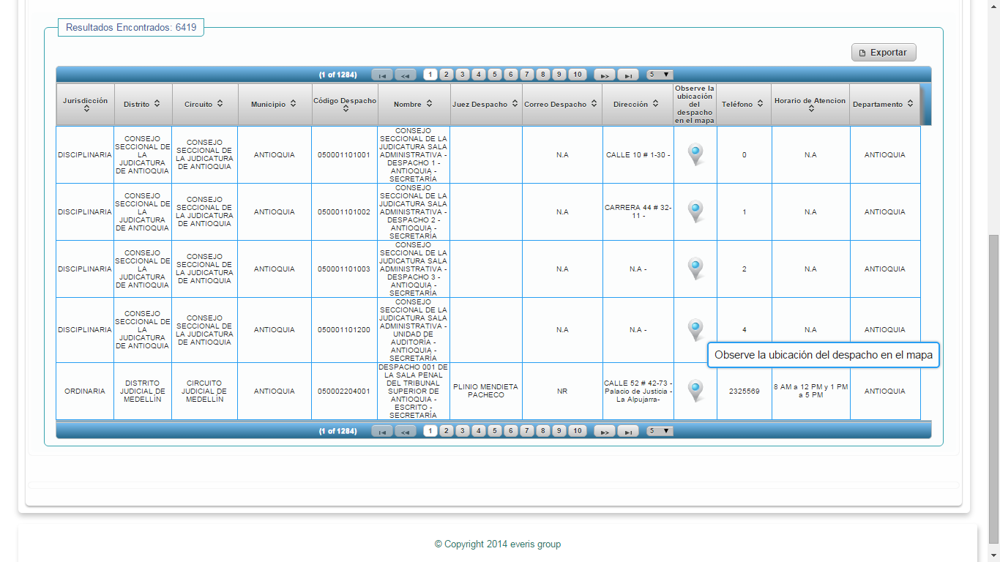 Resultados Encontrados: 6419
Exportar
(1 of 1284) 1 2 3 4 5 6 7 8 9 10 5
Jurisdicción
Distrito
Circuito
Municipio
Código Despacho
Nombre
Juez Despacho
Correo Despacho
Dirección
Observe la
ubicación
del
despacho
en el mapa
Teléfono
Horario de Atencion
Departamento
DISCIPLINARIA
CONSEJO
SECCIONAL DE
LA
JUDICATURA
DE ANTIOQUIA
CONSEJO
SECCIONAL DE
LA JUDICATURA
DE ANTIOQUIA
ANTIOQUIA
050001101001
CONSEJO
SECCIONAL DE LA
JUDICATURA SALA
ADMINISTRATIVA -
DESPACHO 1 -
ANTIOQUIA -
SECRETARÍA
N.A
CALLE 10 # 1-30 -
0
N.A
ANTIOQUIA
DISCIPLINARIA
CONSEJO
SECCIONAL DE
LA
JUDICATURA
DE ANTIOQUIA
CONSEJO
SECCIONAL DE
LA JUDICATURA
DE ANTIOQUIA
ANTIOQUIA
050001101002
CONSEJO
SECCIONAL DE LA
JUDICATURA SALA
ADMINISTRATIVA -
DESPACHO 2 -
ANTIOQUIA -
SECRETARÍA
N.A
CARRERA 44 # 32-
11 -
1
N.A
ANTIOQUIA
DISCIPLINARIA
CONSEJO
SECCIONAL DE
LA
JUDICATURA
DE ANTIOQUIA
CONSEJO
SECCIONAL DE
LA JUDICATURA
DE ANTIOQUIA
ANTIOQUIA
050001101003
CONSEJO
SECCIONAL DE LA
JUDICATURA SALA
ADMINISTRATIVA -
DESPACHO 3 -
ANTIOQUIA -
SECRETARÍA
N.A
N.A -
2
N.A
ANTIOQUIA
DISCIPLINARIA
CONSEJO
SECCIONAL DE
LA
JUDICATURA
DE ANTIOQUIA
CONSEJO
SECCIONAL DE
LA JUDICATURA
DE ANTIOQUIA
ANTIOQUIA
050001101200
CONSEJO
SECCIONAL DE LA
JUDICATURA SALA
ADMINISTRATIVA -
UNIDAD DE
AUDITORÍA -
ANTIOQUIA -
SECRETARÍA
N.A
N.A -
4
N.A
ANTIOQUIA
Observe la ubicación del despacho en el mapa
ORDINARIA
DISTRITO
JUDICIAL DE
MEDELLÍN
CIRCUITO
JUDICIAL DE
MEDELLÍN
ANTIOQUIA
050002204001
DESPACHO 001 DE
LA SALA PENAL
DEL TRIBUNAL
SUPERIOR DE
ANTIOQUIA -
ESCRITO -
SECRETARÍA
PLINIO MENDIETA
PACHECO
NR
CALLE 52 # 42-73 -
Palacio de Justicia -
La Alpujarra-
2325569
8 AM a 12 PM y 1 PM
a 5 PM
ANTIOQUIA
(1 of 1284) 1 2 3 4 5 6 7 8 9 10 5
© Copyright 2014 everis group